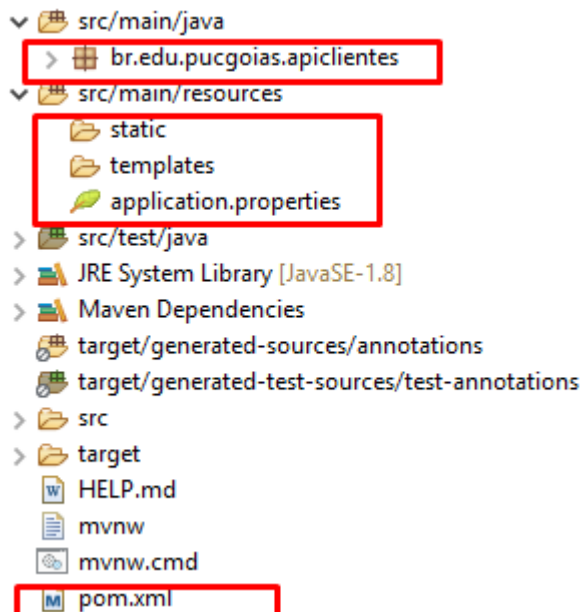 src/main/java
br.edu.pucgoias.apiclientes
src/main/resources
static
templates
application.properties
src/test/java
JRE System Library [JavaSE-1.8]
Maven Dependencies
target/generated-sources/annotations
target/generated-test-sources/test-annotations
src
target
HELP.md
mvnw
mvnw.cmd
pom.xml